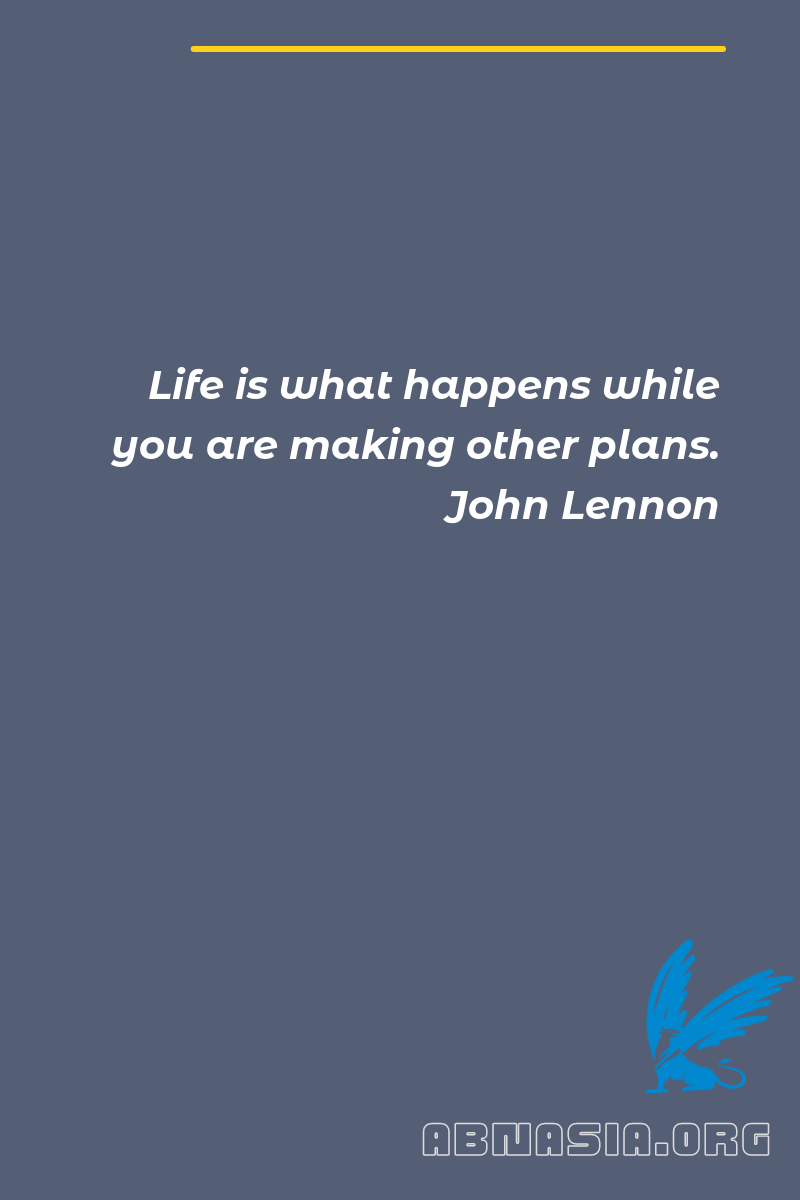 Life is what happens while
you are making other plans.
John Lennon
ABNASIA.ORG